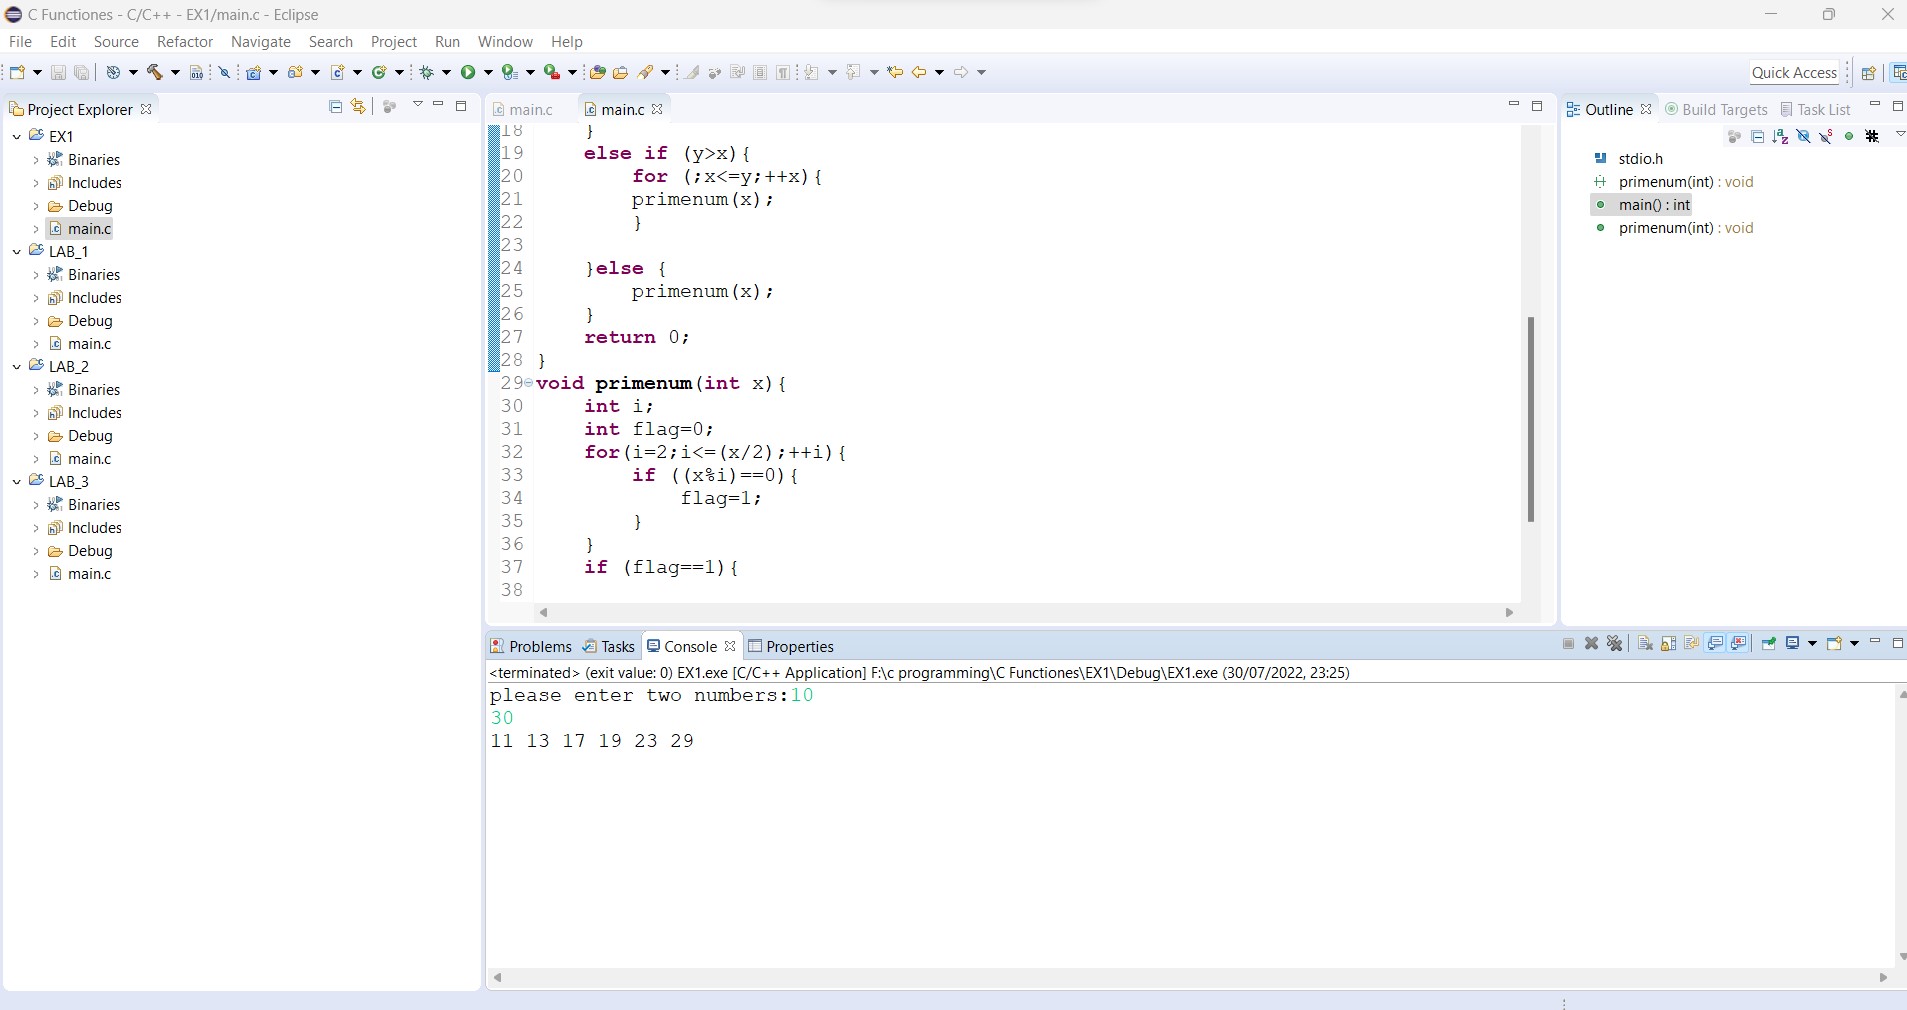 C Functiones - C/C++ - EX1/main.c - Eclipse
File Edit Source Refactor Navigate Search Project Run Window Help
Quick Access
Project Explorer
EX1
Binaries
Includes
Debug
main.c
LAB_1
Binaries
Includes
Debug
main.c
LAB_2
Binaries
Includes
Debug
main.c
LAB_3
Binaries
Includes
Debug
main.c
main.c main.c
18 }
19 else if (y>x){
20 for (;x<=y;++x){
21 primenum(x);
22 }
23
24 }else {
25 primenum(x);
26 }
27 return 0;
28 }
29 void primenum(int x){
30 int i;
31 int flag=0;
32 for(i=2;i<=(x/2);++i){
33 if ((x%i)==0){
34 flag=1;
35 }
36 }
37 if (flag==1){
38
Outline Build Targets Task List
stdio.h
primenum(int) : void
main() : int
primenum(int) : void
Problems Tasks Console Properties
<terminated> (exit value: 0) EX1.exe [C/C++ Application] F:\c programming\C Functiones\EX1\Debug\EX1.exe (30/07/2022, 23:25)
please enter two numbers:10
30
11 13 17 19 23 29